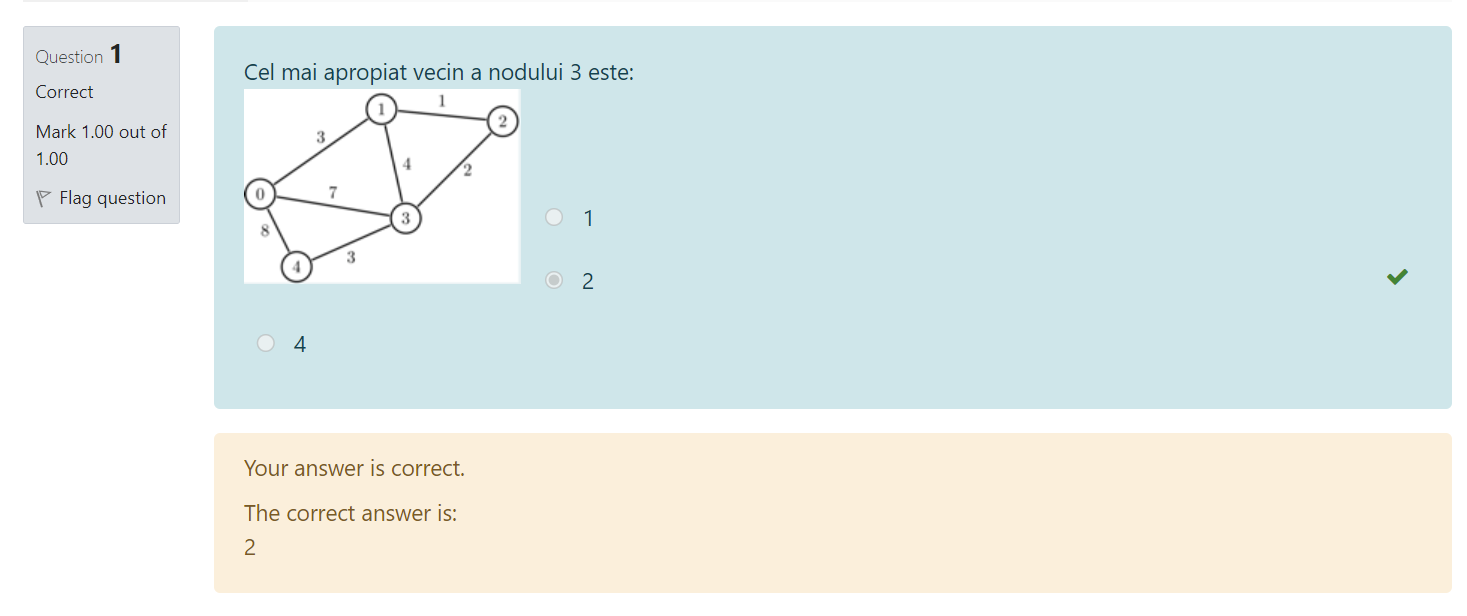 Question 1
Correct
Mark 1.00 out of
1.00
Flag question
Cel mai apropiat vecin a nodului 3 este:
1
1
2
3
4
2
0
7
3
8
4
3
1
2
4
Your answer is correct.
The correct answer is:
2